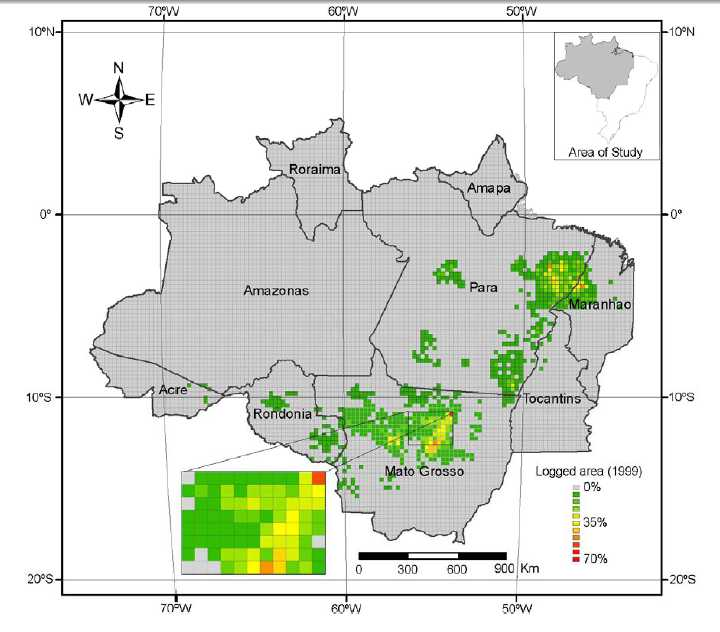 70°W 60°W 50°W
10°N 10°N
N
W E
S
Area of Study
Roraima
Amapa
0° 0°
Amazonas
Para
Maranhao
Acre
10°S 10°S
Rondonia
Tocantins
Mato Grosso
Logged area (1999)
0%
35%
70%
0 300 600 900 Km
20°S 20°S
70°W 60°W 50°W